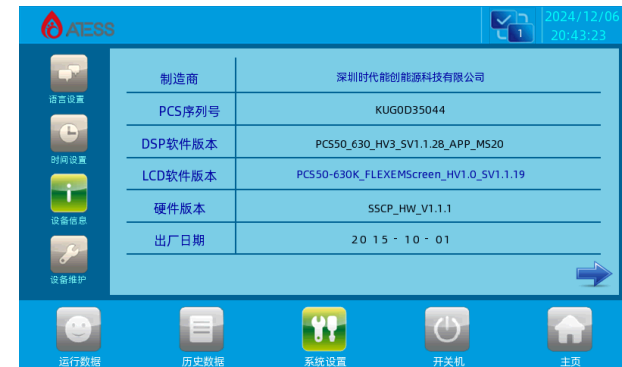 ATESS
1
2024/12/06
20:43:23
语言设置
时间设置
设备信息
设备维护
制造商 深圳时代能创能源科技有限公司
PCS序列号 KUG0D35044
DSP软件版本 PCS50_630_HV3_SV1.1.28_APP_MS20
LCD软件版本 PCS50-630K_FLEXEMScreen_HV1.0_SV1.1.19
硬件版本 SSCP_HW_V1.1.1
出厂日期 2015-10-01
运行数据 历史数据 系统设置 开关机 主页